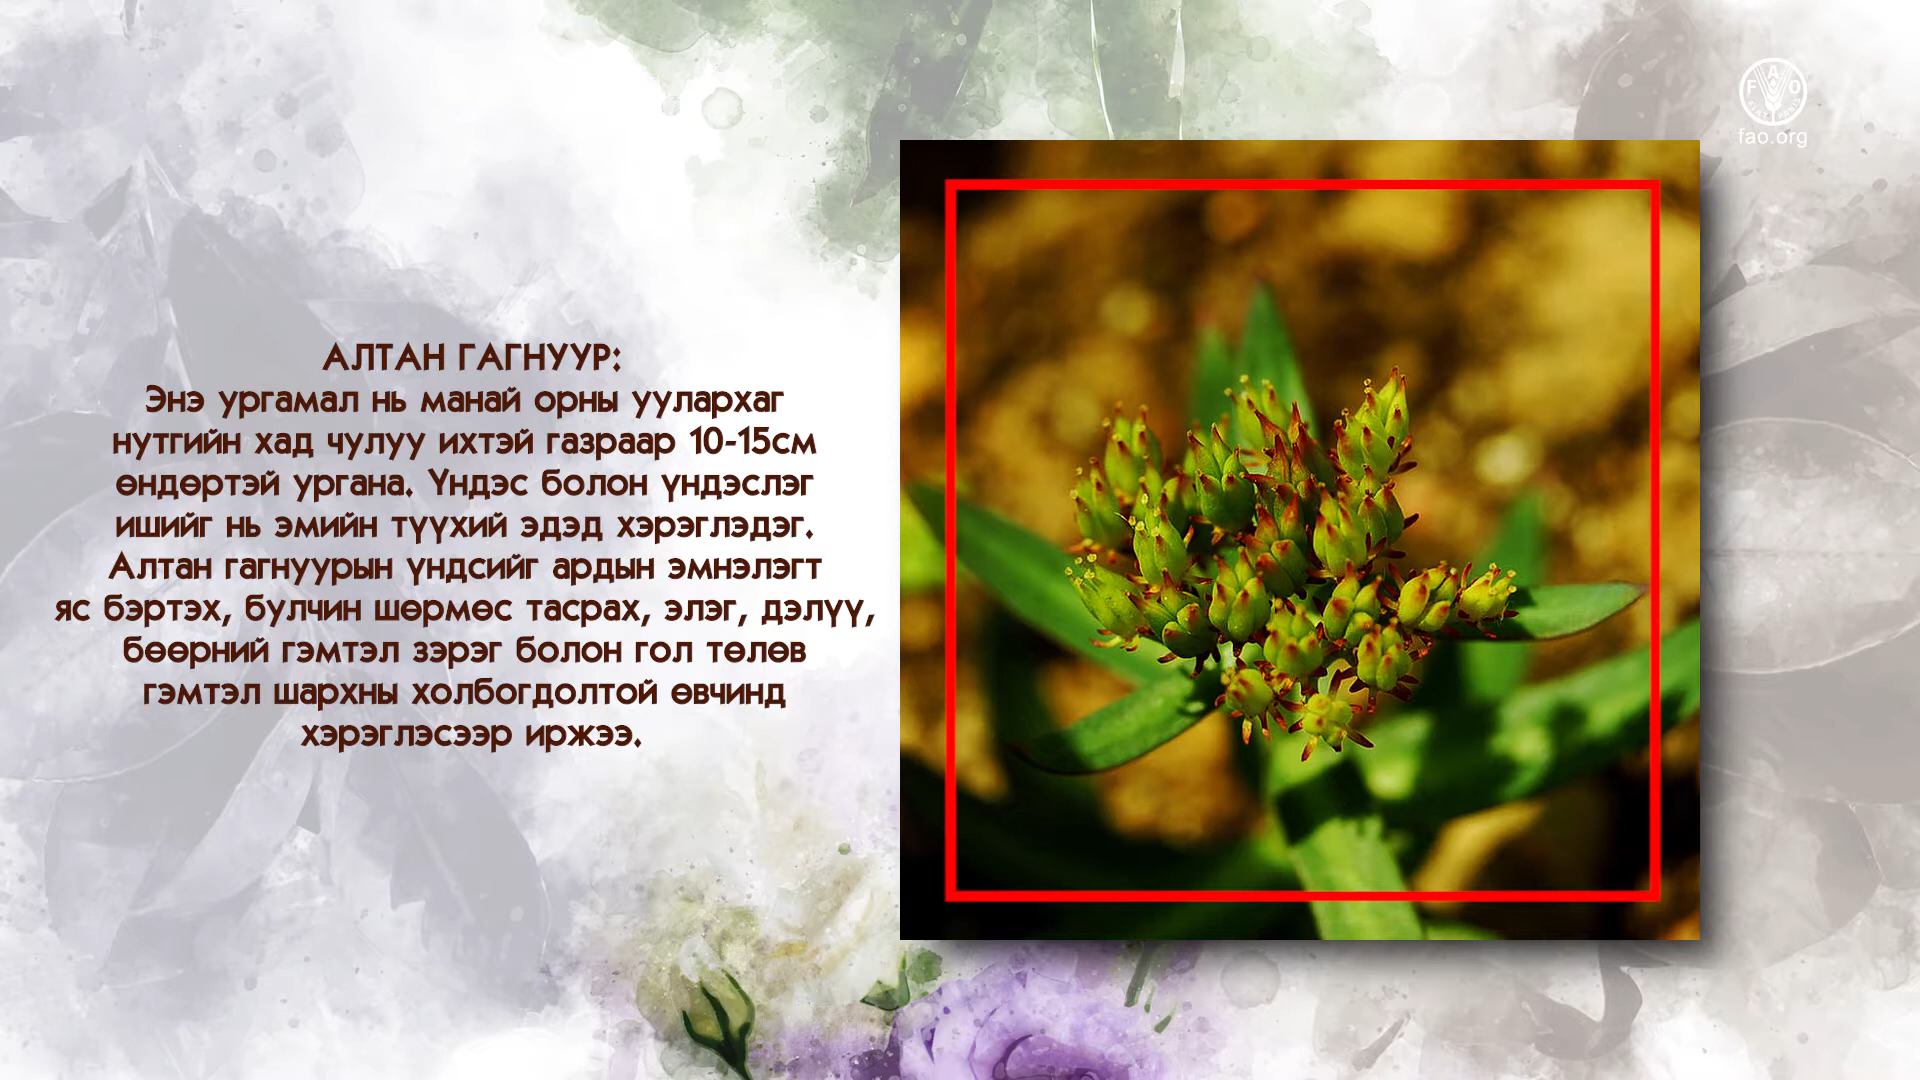 fao.org
АЛТАН ГАГНУУР:
Энэ ургамал нь манай орны уулархаг
нутгийн хад чулуу ихтэй газраар 10-15см
өндөртэй ургана. Үндэс болон үндэслэг
ишийг нь эмийн түүхий эдэд хэрэглэдэг.
Алтан гагнуурын үндсийг ардын эмнэлэгт
яс бэртэх, булчин шөрмөс тасрах, элэг, дэлүү,
бөөрний гэмтэл зэрэг болон гол төлөв
гэмтэл шархны холбогдолтой өвчинд
хэрэглэсээр иржээ.